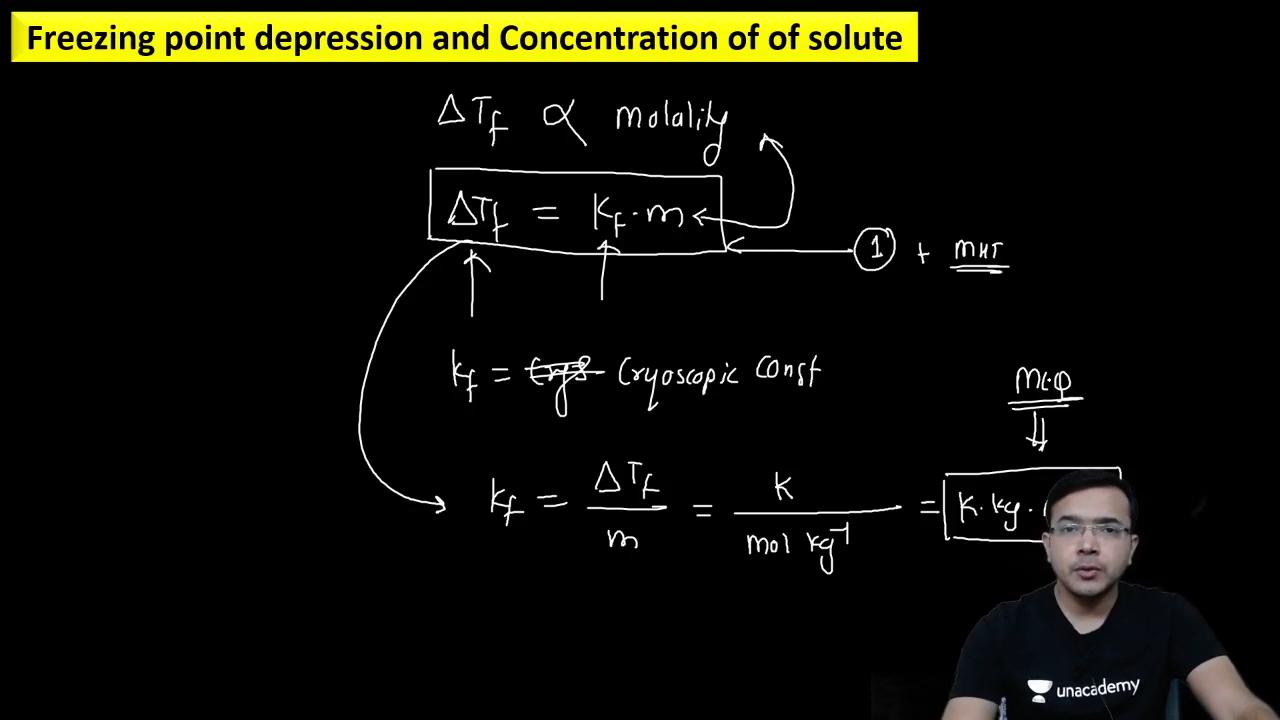 Freezing point depression and Concentration of of solute
ΔTf ∝ molality
ΔTf = Kf · m
① + MHT
Kf = Cryoscopic Const
Kf = ΔTf / m = K / mol kg⁻¹ = K · kg ·
unacademy